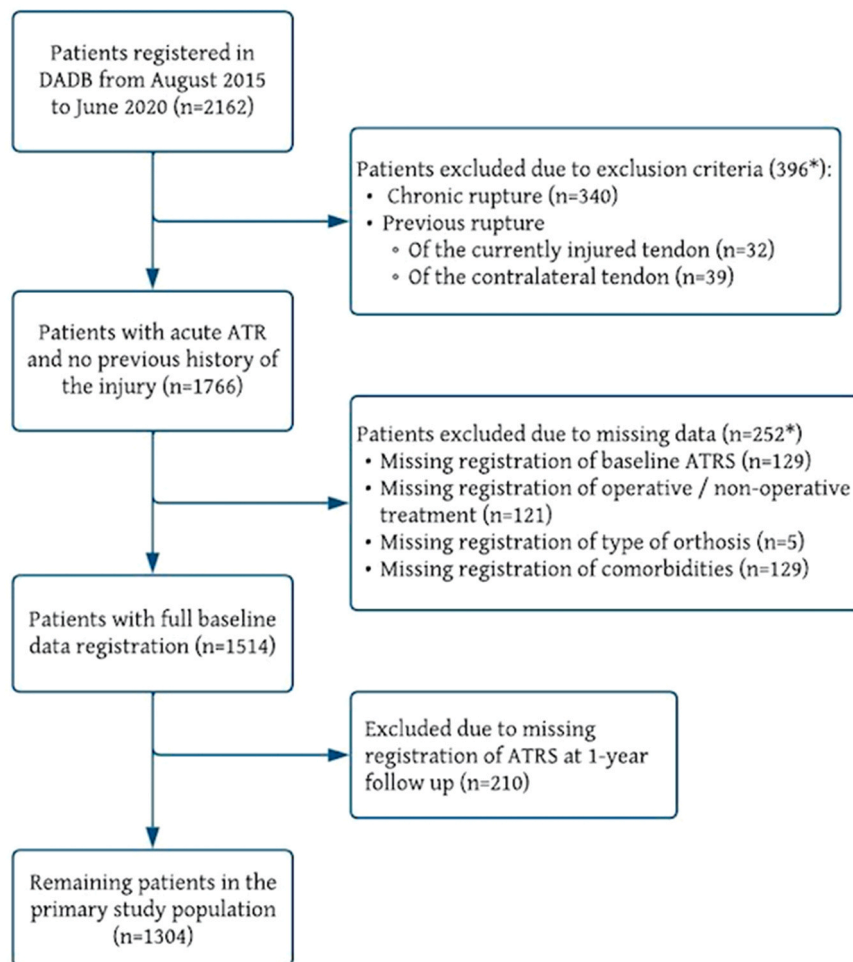 Patients registered in
DADB from August 2015
to June 2020 (n=2162)
Patients excluded due to exclusion criteria (396*):
• Chronic rupture (n=340)
• Previous rupture
∘ Of the currently injured tendon (n=32)
∘ Of the contralateral tendon (n=39)
Patients with acute ATR
and no previous history of
the injury (n=1766)
Patients excluded due to missing data (n=252*)
• Missing registration of baseline ATRS (n=129)
• Missing registration of operative / non-operative
treatment (n=121)
• Missing registration of type of orthosis (n=5)
• Missing registration of comorbidities (n=129)
Patients with full baseline
data registration (n=1514)
Excluded due to missing
registration of ATRS at 1-year
follow up (n=210)
Remaining patients in the
primary study population
(n=1304)